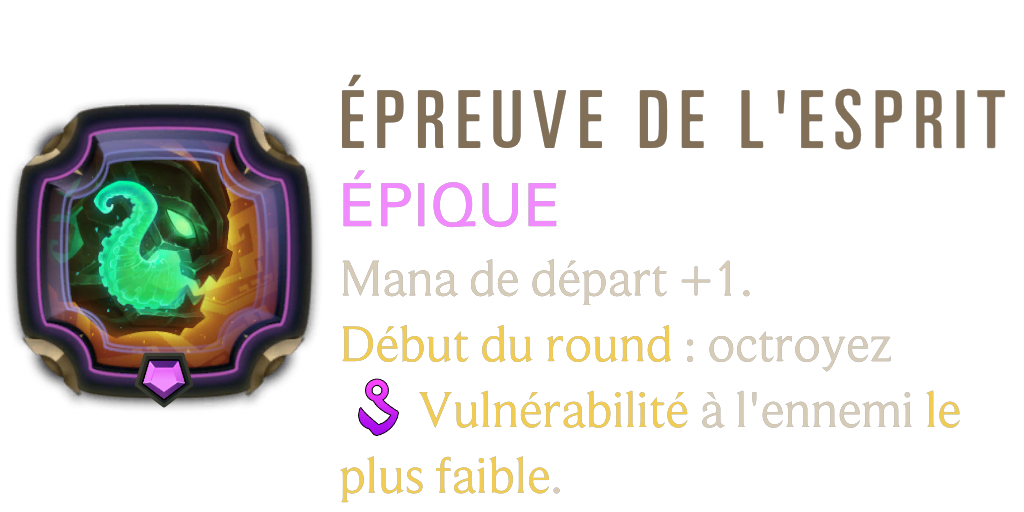 ÉPREUVE DE L'ESPRIT
ÉPIQUE
Mana de départ +1.
Début du round : octroyez
Vulnérabilité à l'ennemi le
plus faible.